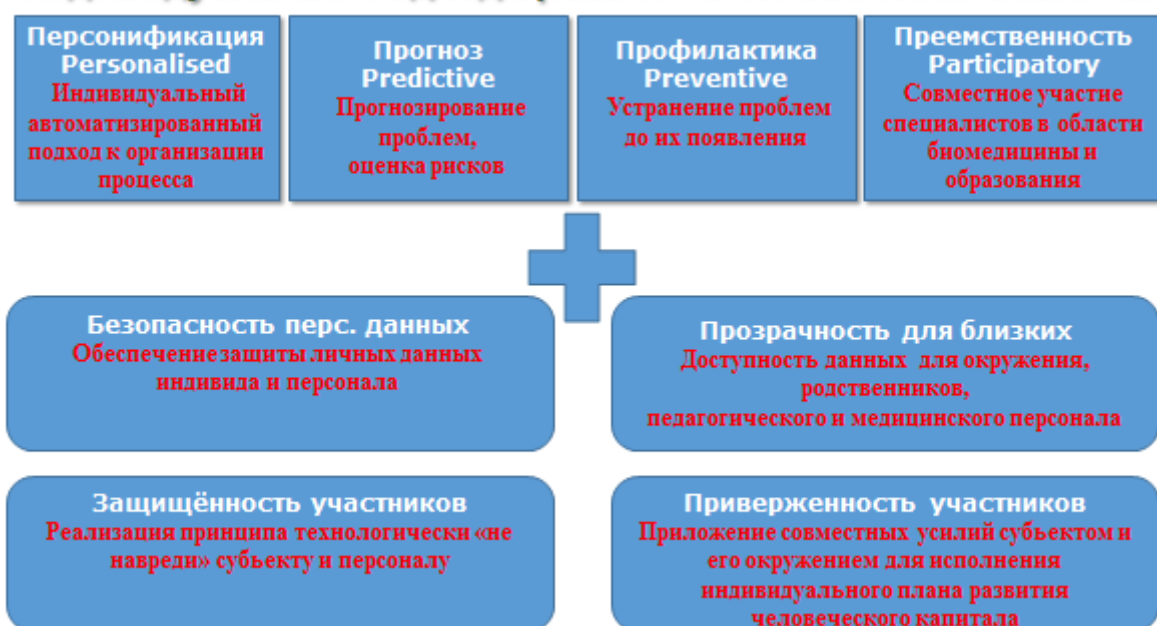 Персонификация
Personalised
Индивидуальный
автоматизированный
подход к организации
процесса
Прогноз
Predictive
Прогнозирование
проблем,
оценка рисков
Профилактика
Preventive
Устранение проблем
до их появления
Преемственность
Participatory
Совместное участие
специалистов в области
биомедицины и
образования
Безопасность перс. данных
Обеспечение защиты личных данных
индивида и персонала
Прозрачность для близких
Доступность данных для окружения,
родственников,
педагогического и медицинского персонала
Защищённость участников
Реализация принципа технологически «не
навреди» субъекту и персоналу
Приверженность участников
Приложение совместных усилий субъектом и
его окружением для исполнения
индивидуального плана развития
человеческого капитала